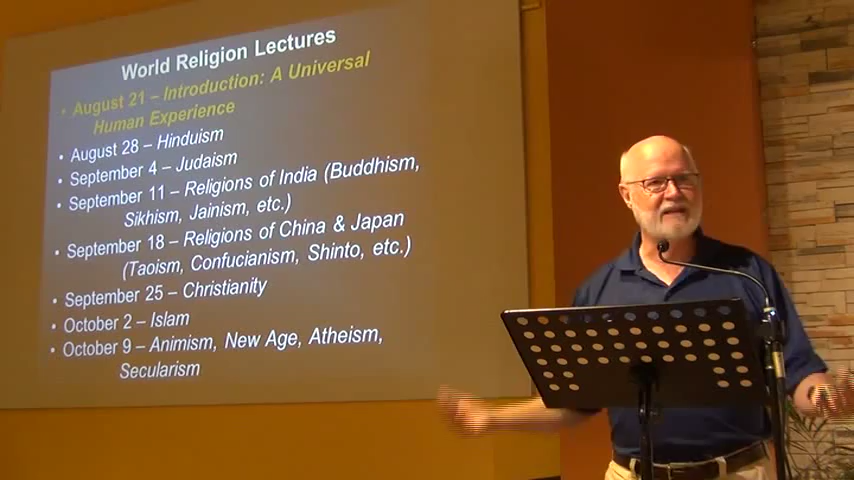 World Religion Lectures
• August 21 – Introduction: A Universal
Human Experience
• August 28 – Hinduism
• September 4 – Judaism
• September 11 – Religions of India (Buddhism,
Sikhism, Jainism, etc.)
• September 18 – Religions of China & Japan
(Taoism, Confucianism, Shinto, etc.)
• September 25 – Christianity
• October 2 – Islam
• October 9 – Animism, New Age, Atheism,
Secularism